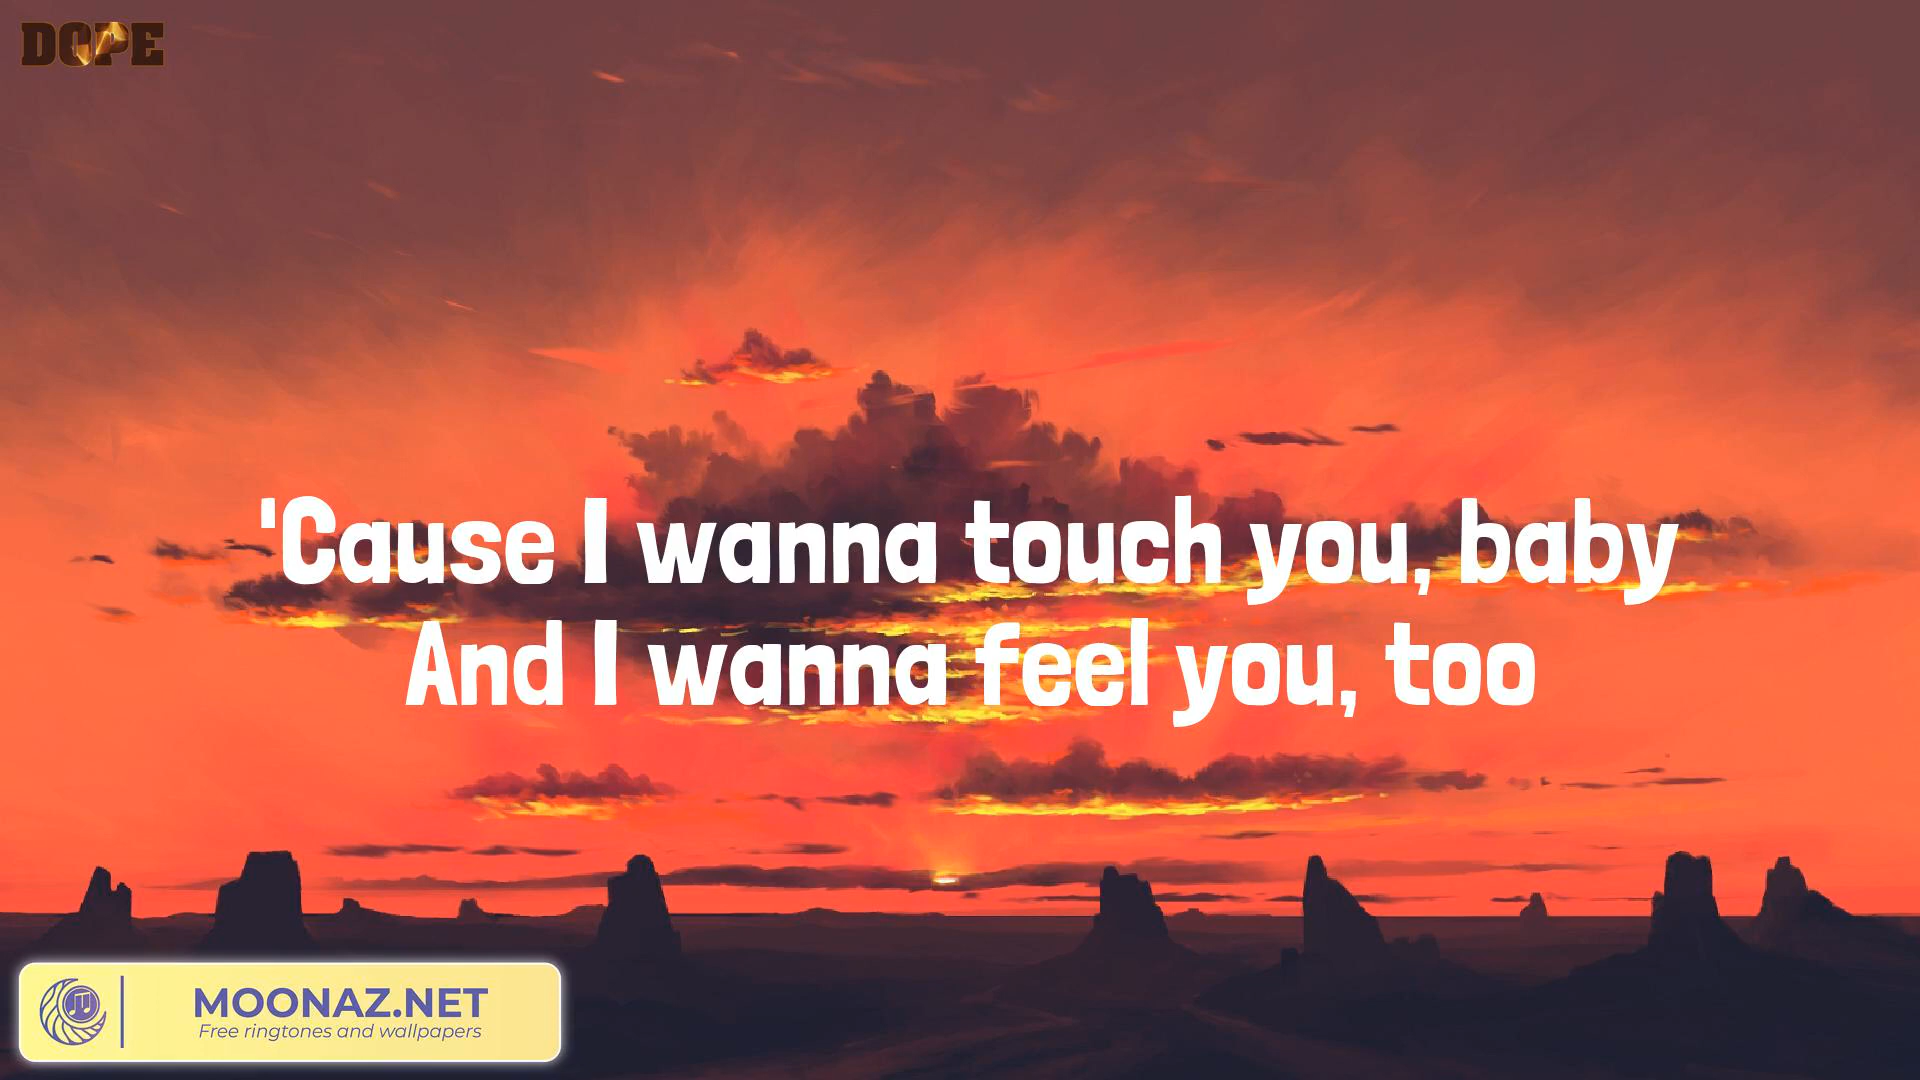 DOPE
'Cause I wanna touch you, baby
And I wanna feel you, too
MOONAZ.NET
Free ringtones and wallpapers